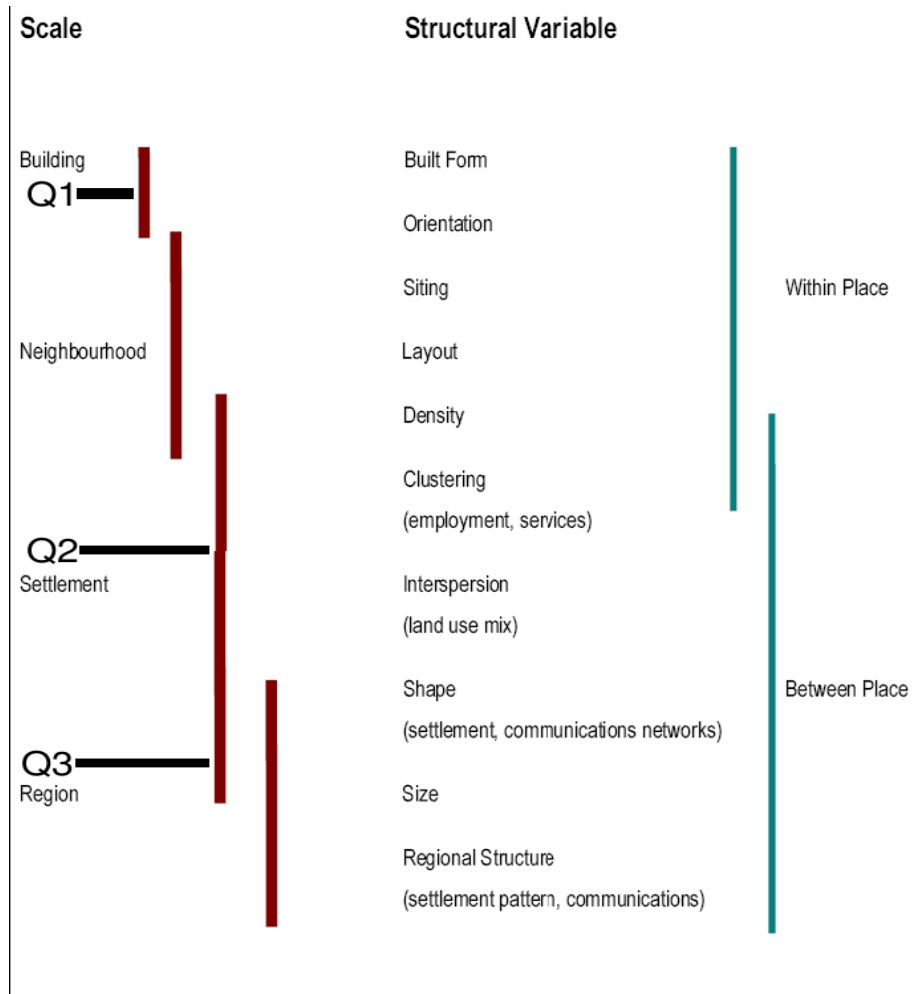 Scale Structural Variable
Building Built Form
Q1
Orientation
Siting Within Place
Neighbourhood Layout
Density
Clustering
(employment, services)
Q2
Settlement Interspersion
(land use mix)
Shape Between Place
(settlement, communications networks)
Q3
Region Size
Regional Structure
(settlement pattern, communications)